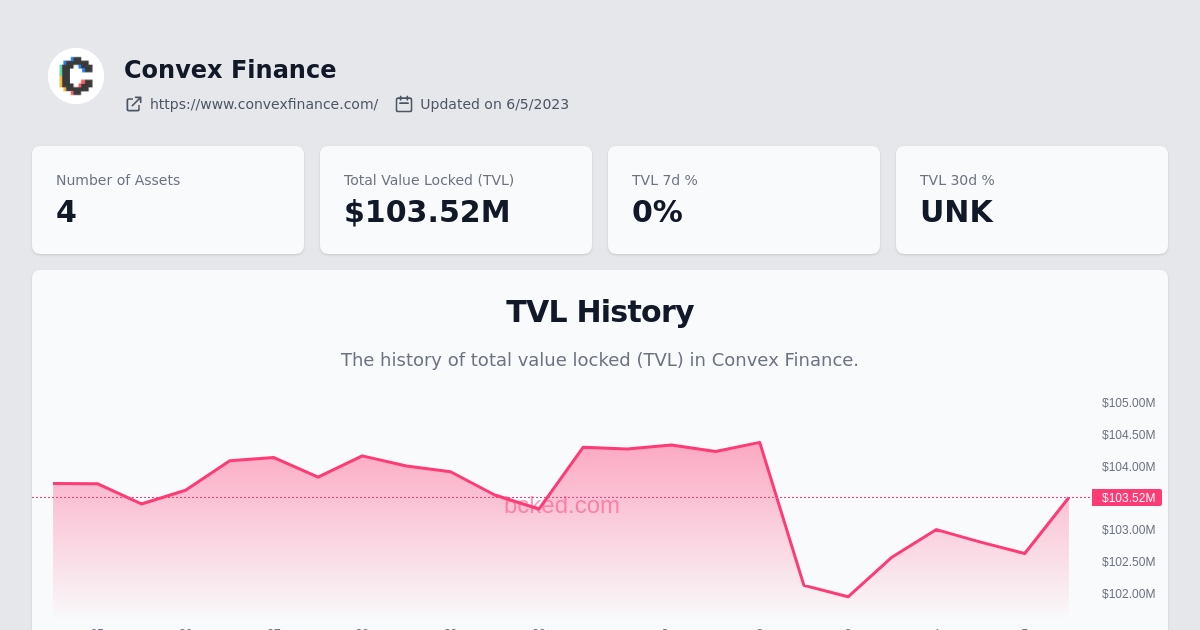 Convex Finance
https://www.convexfinance.com/ Updated on 6/5/2023
Number of Assets
4
Total Value Locked (TVL)
$103.52M
TVL 7d %
0%
TVL 30d %
UNK
TVL History
The history of total value locked (TVL) in Convex Finance.
$105.00M
$104.50M
$104.00M
$103.52M
bcked.com
$103.00M
$102.50M
$102.00M